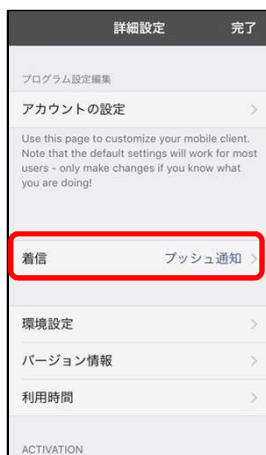 詳細設定 完了
プログラム設定編集
アカウントの設定
Use this page to customize your mobile client.
Note that the default settings will work for most
users - only make changes if you know what
you are doing!
着信 プッシュ通知
環境設定
バージョン情報
利用時間
ACTIVATION